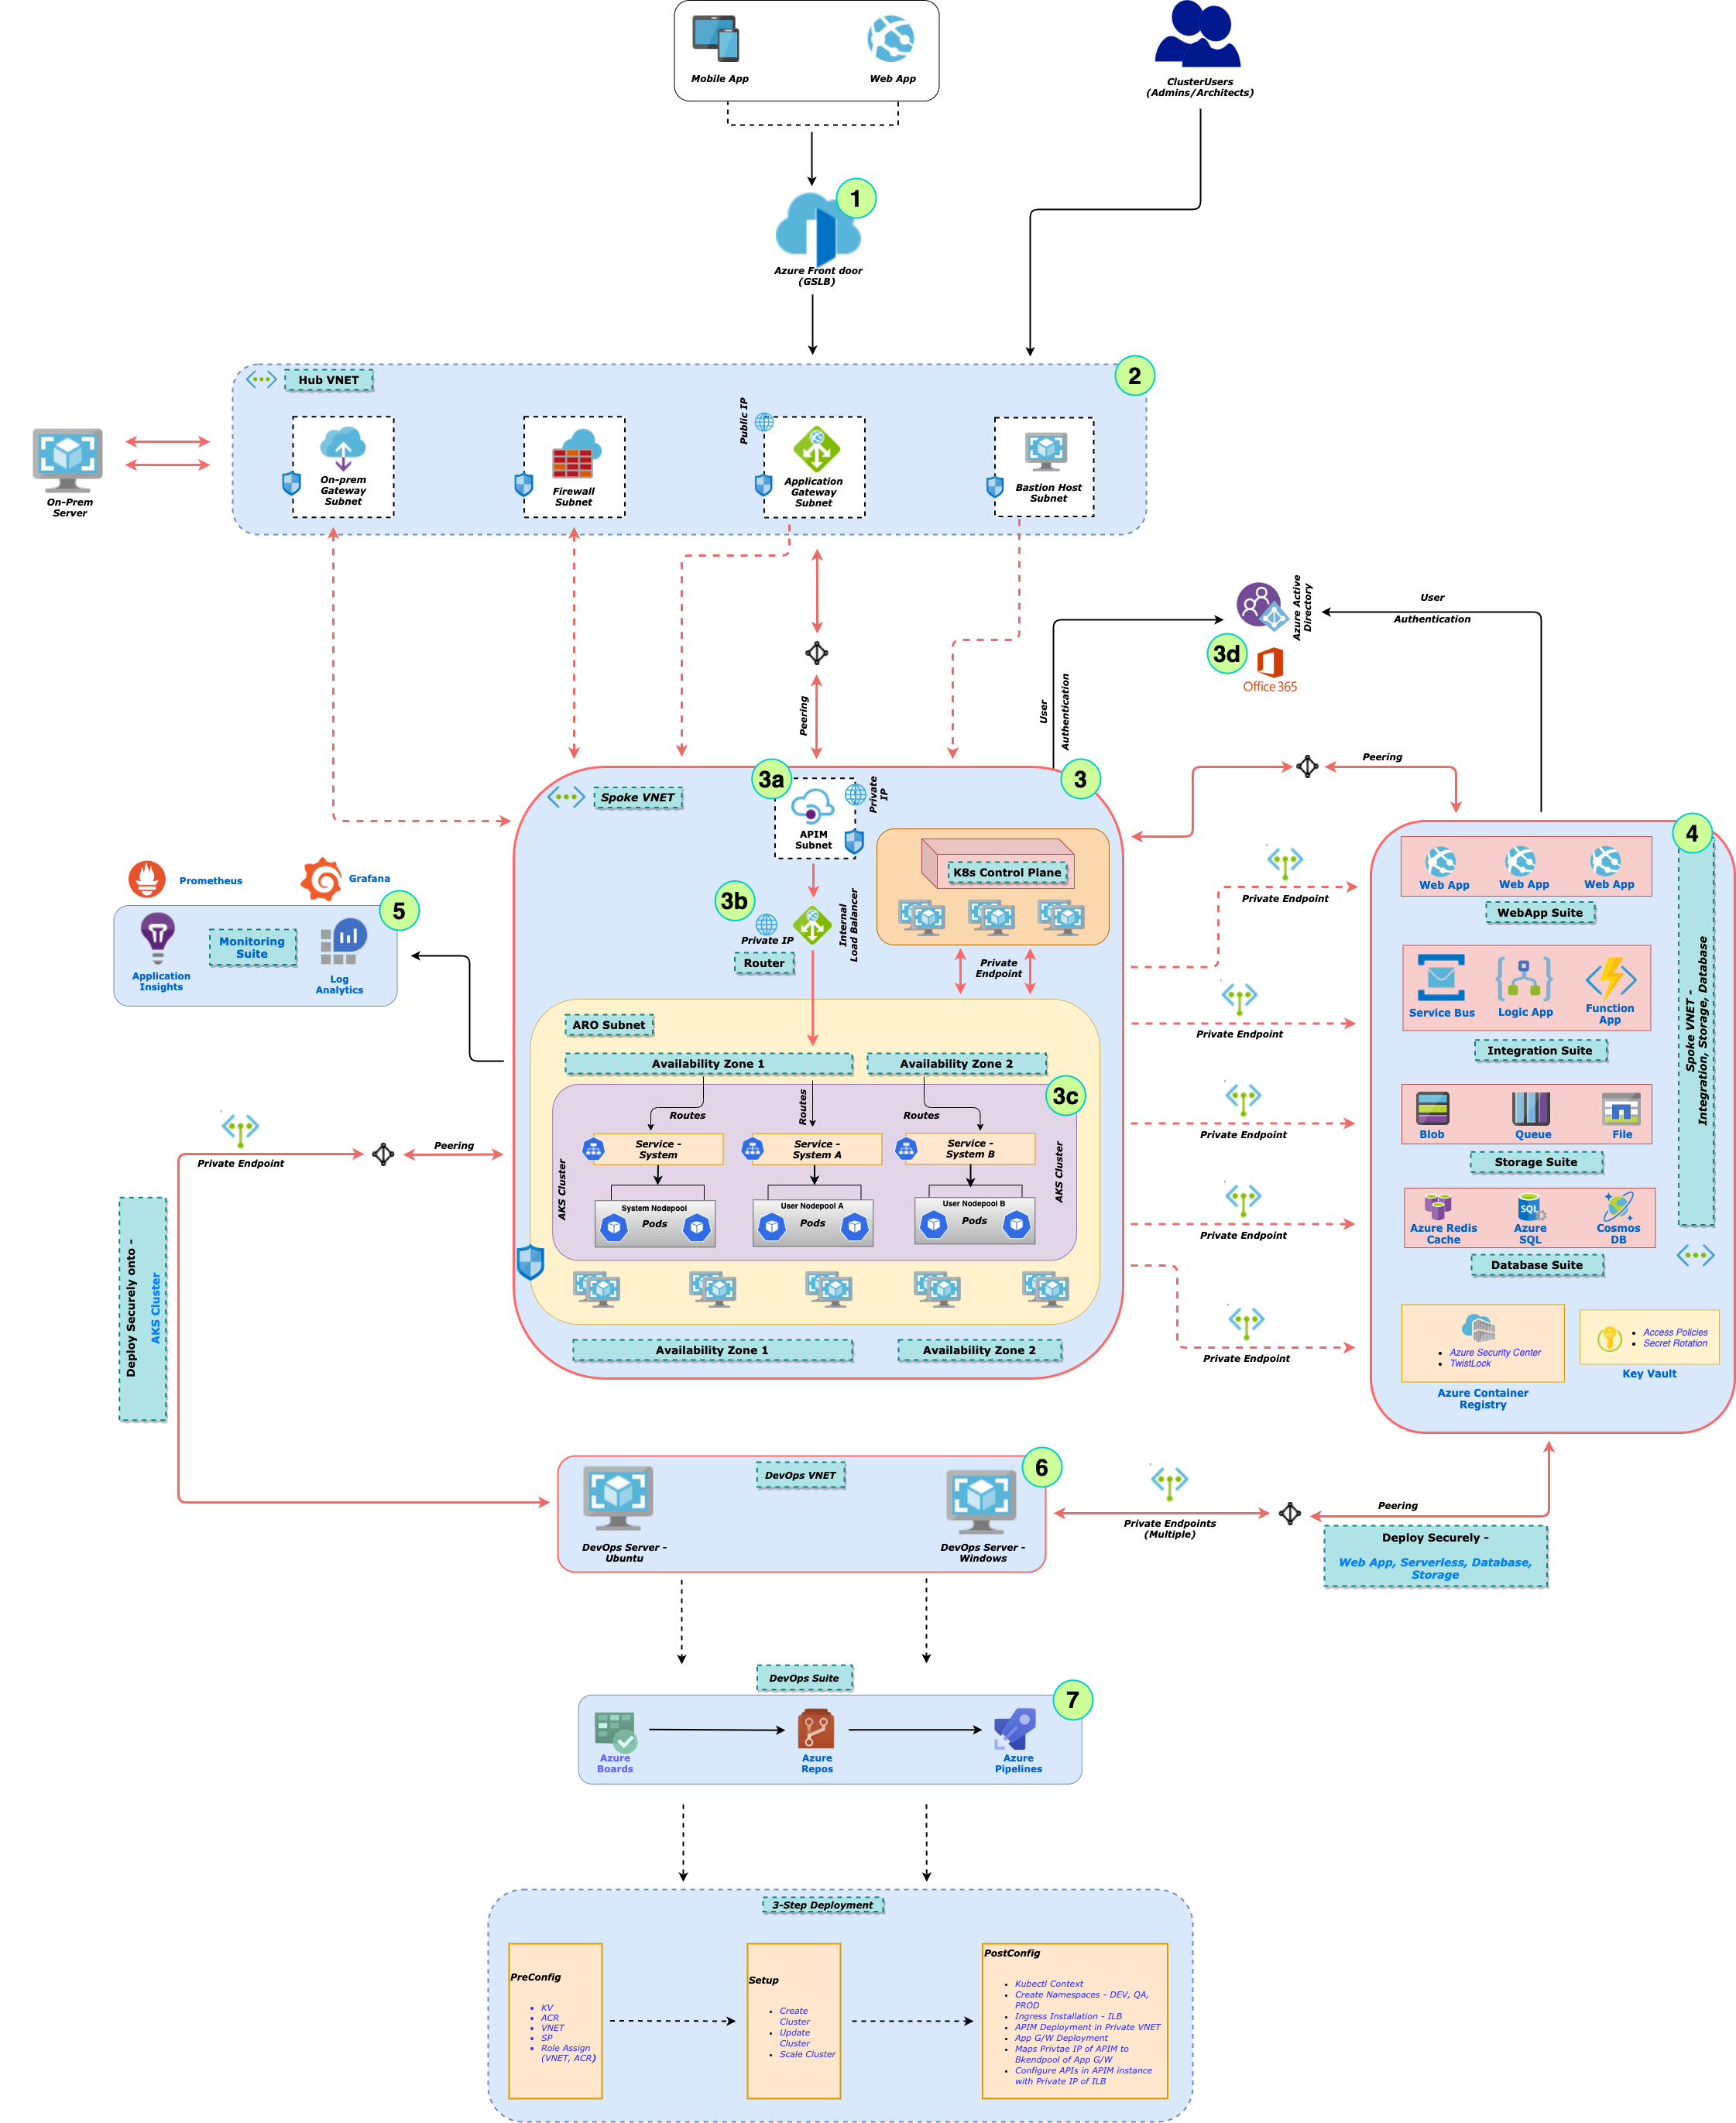 Mobile App
Web App
ClusterUsers
(Admins/Architects)
1
Azure Front door
(GSLB)
2
Hub VNET
Public IP
On-prem
Gateway
Subnet
Firewall
Subnet
Application
Gateway
Subnet
Bastion Host
Subnet
On-Prem
Server
Azure Active
Directory
User
Authentication
3d
Office 365
User
Authentication
Peering
Peering
3a
3
Spoke VNET
Private
IP
APIM
Subnet
4
K8s Control Plane
3b
Private IP
Internal
Load Balancer
Router
Private
Endpoint
Prometheus
Grafana
5
Monitoring
Suite
Application
Insights
Log
Analytics
Private Endpoint
Web App
Web App
Web App
WebApp Suite
Spoke VNET -
Integration, Storage, Database
Service Bus
Logic App
Function
App
Integration Suite
Private Endpoint
ARO Subnet
Availability Zone 1
Availability Zone 2
3c
Routes
Routes
Routes
AKS Cluster
AKS Cluster
Service -
System
Service -
System A
Service -
System B
System Nodepool
Pods
User Nodepool A
Pods
User Nodepool B
Pods
Availability Zone 1
Availability Zone 2
Private Endpoint
Blob
Queue
File
Storage Suite
Private Endpoint
Azure Redis
Cache
Azure
SQL
SQL
Cosmos
DB
Database Suite
Private Endpoint
Azure Security Center
TwistLock
Azure Container
Registry
Access Policies
Secret Rotation
Key Vault
Private Endpoint
Peering
Deploy Securely onto -
AKS Cluster
6
DevOps VNET
DevOps Server -
Ubuntu
DevOps Server -
Windows
Private Endpoints
(Multiple)
Peering
Deploy Securely -
Web App, Serverless, Database,
Storage
DevOps Suite
7
Azure
Boards
Azure
Repos
Azure
Pipelines
3-Step Deployment
PreConfig
KV
ACR
VNET
SP
Role Assign
(VNET, ACR)
Setup
Create
Cluster
Update
Cluster
Scale Cluster
PostConfig
Kubectl Context
Create Namespaces - DEV, QA,
PROD
Ingress Installation - ILB
APIM Deployment in Private VNET
App G/W Deployment
Maps Privtae IP of APIM to
Bkendpool of App G/W
Configure APIs in APIM instance
with Private IP of ILB